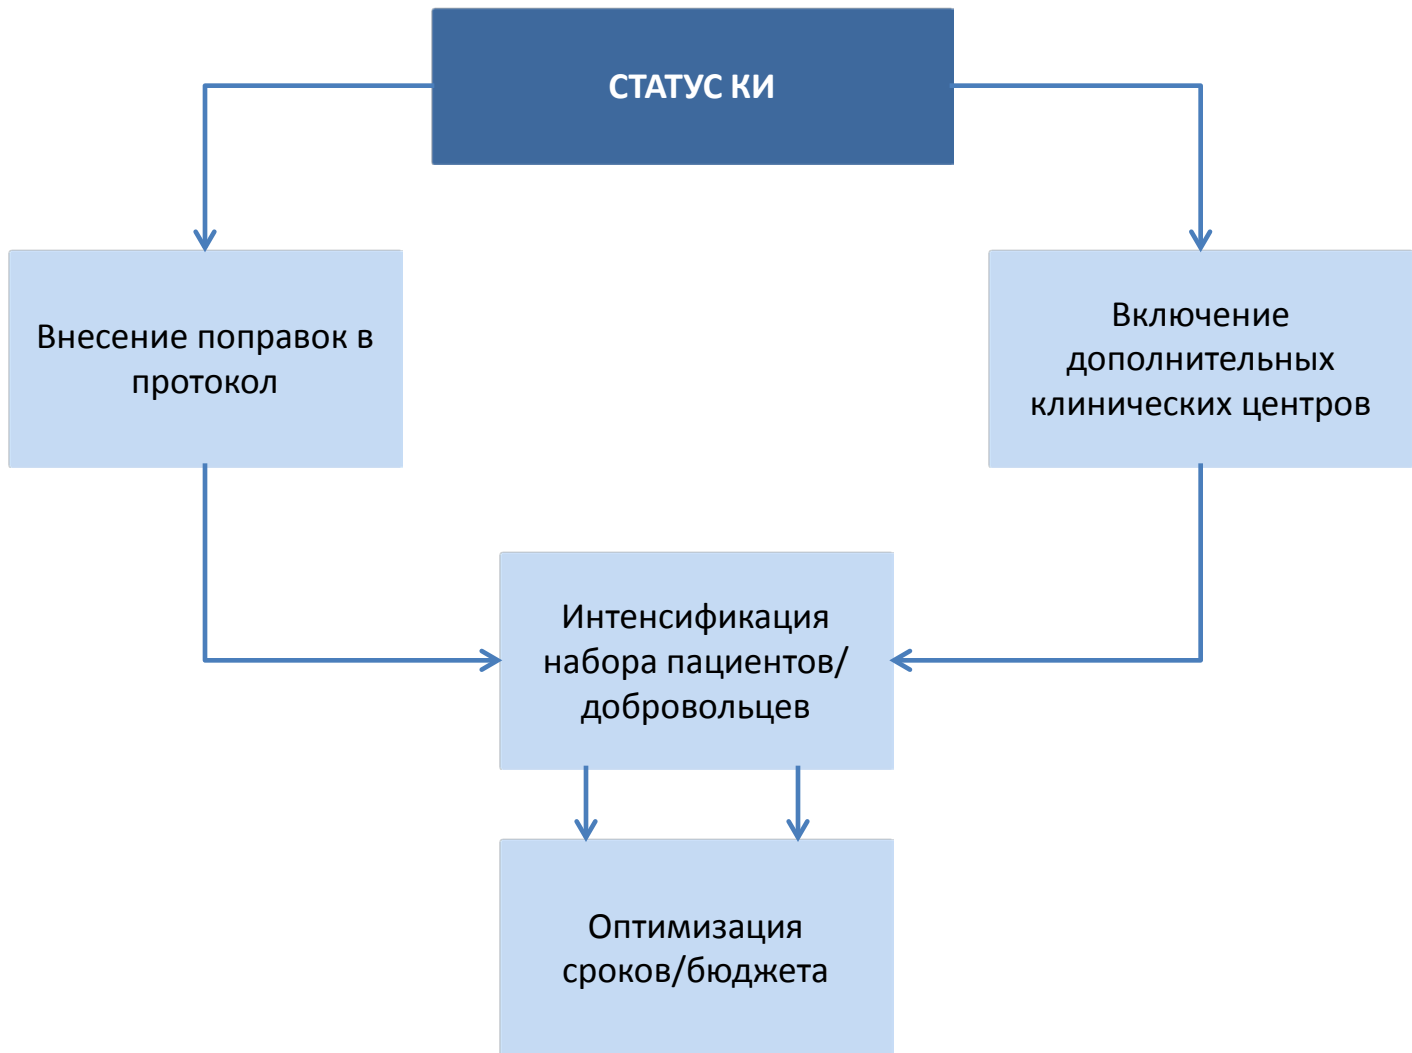 СТАТУС КИ
Внесение поправок в
протокол
Включение
дополнительных
клинических центров
Интенсификация
набора пациентов/
добровольцев
Оптимизация
сроков/бюджета